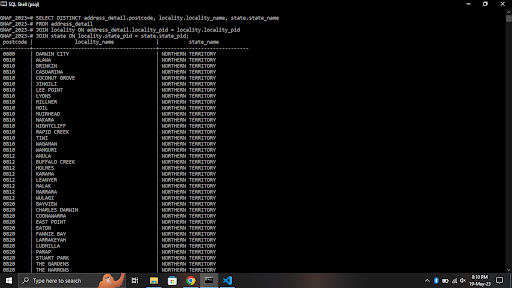 SQL Shell (psql)
GNAF_2023=# SELECT DISTINCT address_detail.postcode, locality.locality_name, state.state_name
GNAF_2023-# FROM address_detail
GNAF_2023-# JOIN locality ON address_detail.locality_pid = locality.locality_pid
GNAF_2023-# JOIN state ON locality.state_pid = state.state_pid;
postcode | locality_name | state_name
0800 | DARWIN CITY | NORTHERN TERRITORY
0810 | ALAWA | NORTHERN TERRITORY
0810 | BRINKIN | NORTHERN TERRITORY
0810 | CASUARINA | NORTHERN TERRITORY
0810 | COCONUT GROVE | NORTHERN TERRITORY
0810 | JINGILI | NORTHERN TERRITORY
0810 | LEE POINT | NORTHERN TERRITORY
0810 | LYONS | NORTHERN TERRITORY
0810 | MILLNER | NORTHERN TERRITORY
0810 | MOIL | NORTHERN TERRITORY
0810 | MUIRHEAD | NORTHERN TERRITORY
0810 | NAKARA | NORTHERN TERRITORY
0810 | NIGHTCLIFF | NORTHERN TERRITORY
0810 | RAPID CREEK | NORTHERN TERRITORY
0810 | TIWI | NORTHERN TERRITORY
0810 | WAGAMAN | NORTHERN TERRITORY
0810 | WANGURI | NORTHERN TERRITORY
0812 | ANULA | NORTHERN TERRITORY
0812 | BUFFALO CREEK | NORTHERN TERRITORY
0812 | HOLMES | NORTHERN TERRITORY
0812 | KARAMA | NORTHERN TERRITORY
0812 | LEANYER | NORTHERN TERRITORY
0812 | MALAK | NORTHERN TERRITORY
0812 | MARRARA | NORTHERN TERRITORY
0812 | WULAGI | NORTHERN TERRITORY
0820 | BAYVIEW | NORTHERN TERRITORY
0820 | CHARLES DARWIN | NORTHERN TERRITORY
0820 | COONAWARRA | NORTHERN TERRITORY
0820 | EAST POINT | NORTHERN TERRITORY
0820 | EATON | NORTHERN TERRITORY
0820 | FANNIE BAY | NORTHERN TERRITORY
0820 | LARRAKEYAH | NORTHERN TERRITORY
0820 | LUDMILLA | NORTHERN TERRITORY
0820 | PARAP | NORTHERN TERRITORY
0820 | STUART PARK | NORTHERN TERRITORY
0820 | THE GARDENS | NORTHERN TERRITORY
0820 | THE NARROWS | NORTHERN TERRITORY
Type here to search
8:10 PM
19-May-23